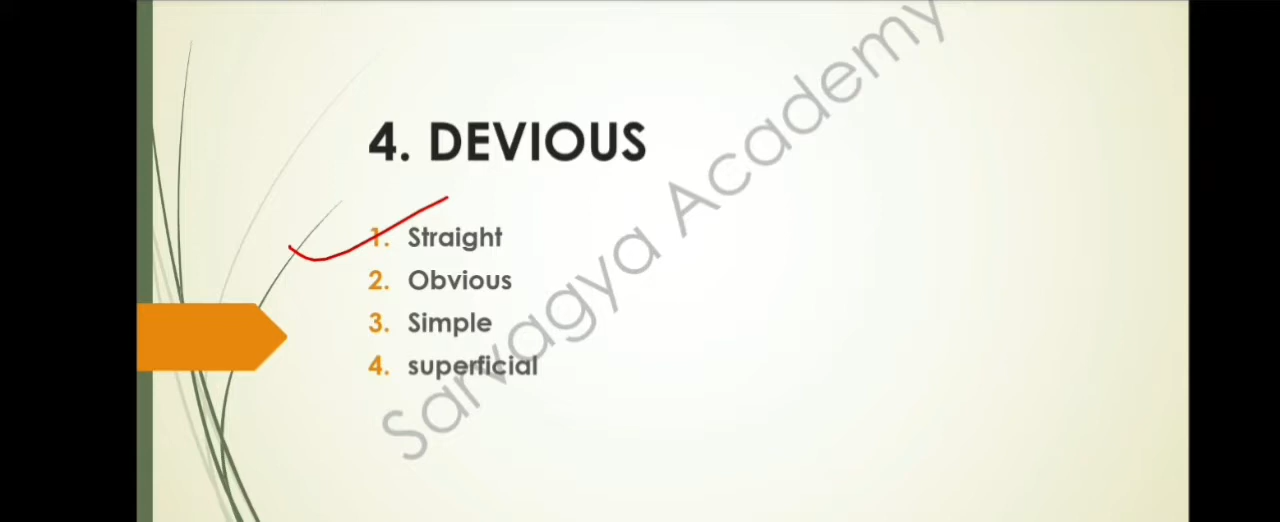 4. DEVIOUS
1. Straight
2. Obvious
3. Simple
4. superficial
Sarvagya Academy